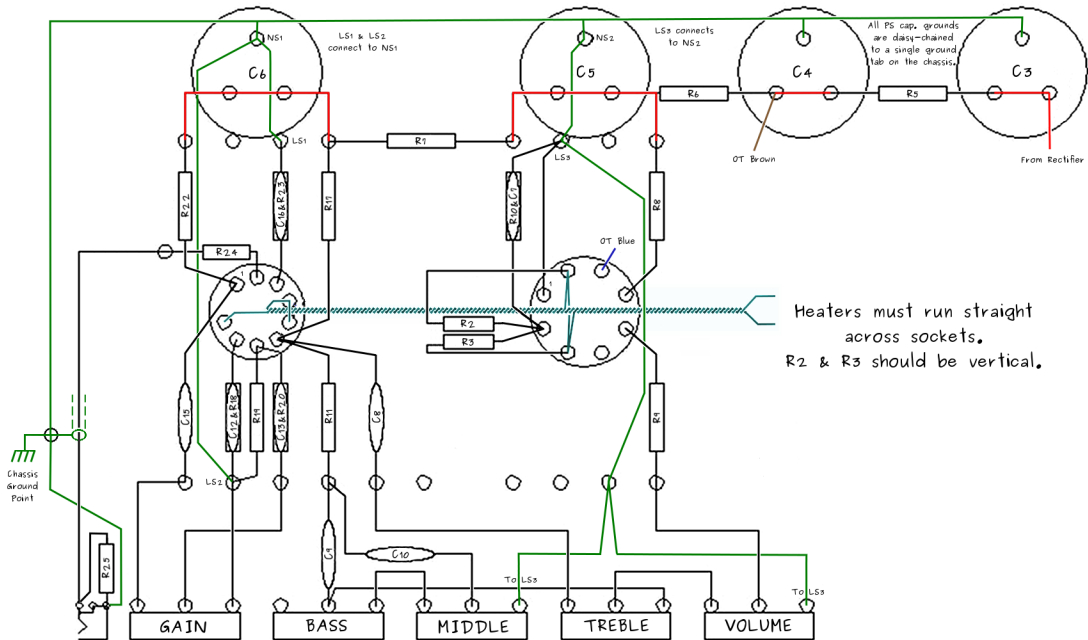 All PS cap. grounds
are daisy-chained
to a single ground
tab on the chassis.
LS1 & LS2
connect to NS1
LS3 connects
to NS2
NS1
NS2
C6
C5
C4
C3
R6
R5
LS1
R7
LS3
OT Brown
From Rectifier
R22
C16&R23
R17
R10&C7
R8
R24
OT Blue
1
1
R2
R3
Heaters must run straight
across sockets.
R2 & R3 should be vertical.
C15
C12&R18
R19
C13&R20
R11
C8
R9
Chassis
Ground
Point
LS2
C9
C10
R25
To LS3
To LS3
GAIN
BASS
MIDDLE
TREBLE
VOLUME